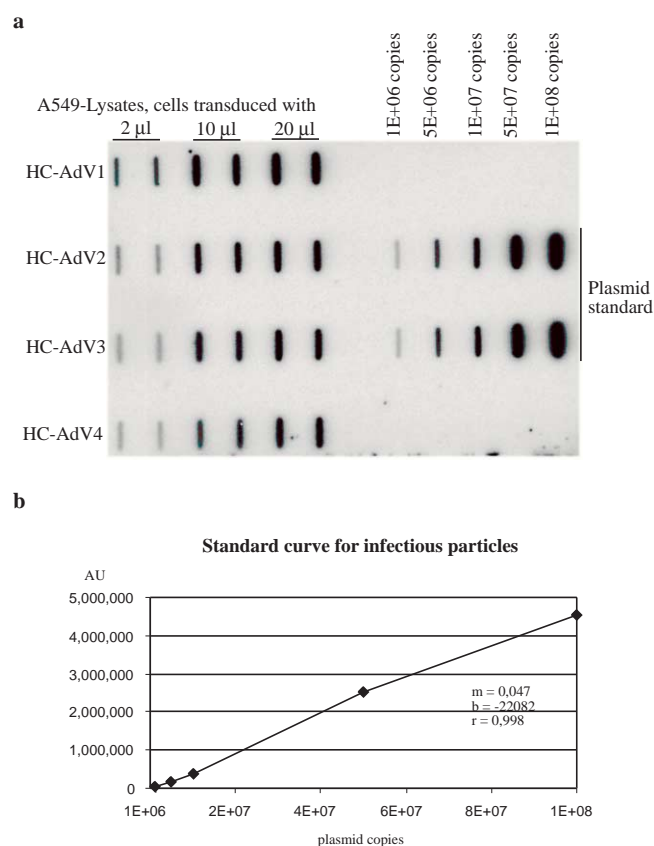 a
A549-Lysates, cells transduced with
2 µl 10 µl 20 µl
1E+06 copies
5E+06 copies
1E+07 copies
5E+07 copies
1E+08 copies
HC-AdV1
HC-AdV2
HC-AdV3
HC-AdV4
Plasmid
standard
b
Standard curve for infectious particles
AU
5,000,000
4,000,000
3,000,000
2,000,000
1,000,000
0
m = 0,047
b = -22082
r = 0,998
1E+06 2E+07 4E+07 6E+07 8E+07 1E+08
plasmid copies